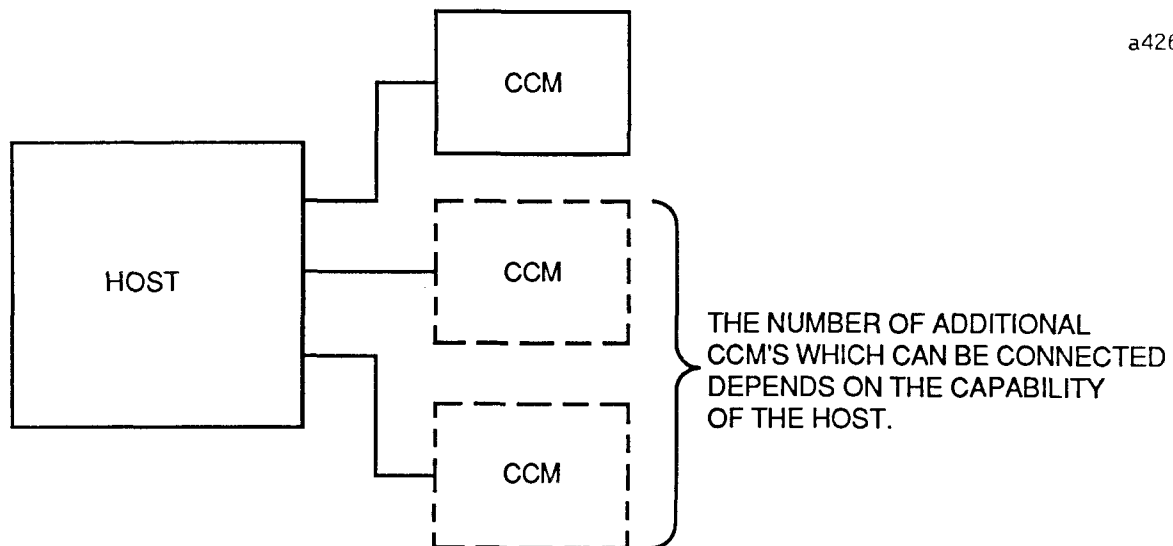 a426
CCM
HOST
CCM
THE NUMBER OF ADDITIONAL
CCM'S WHICH CAN BE CONNECTED
DEPENDS ON THE CAPABILITY
OF THE HOST.
CCM